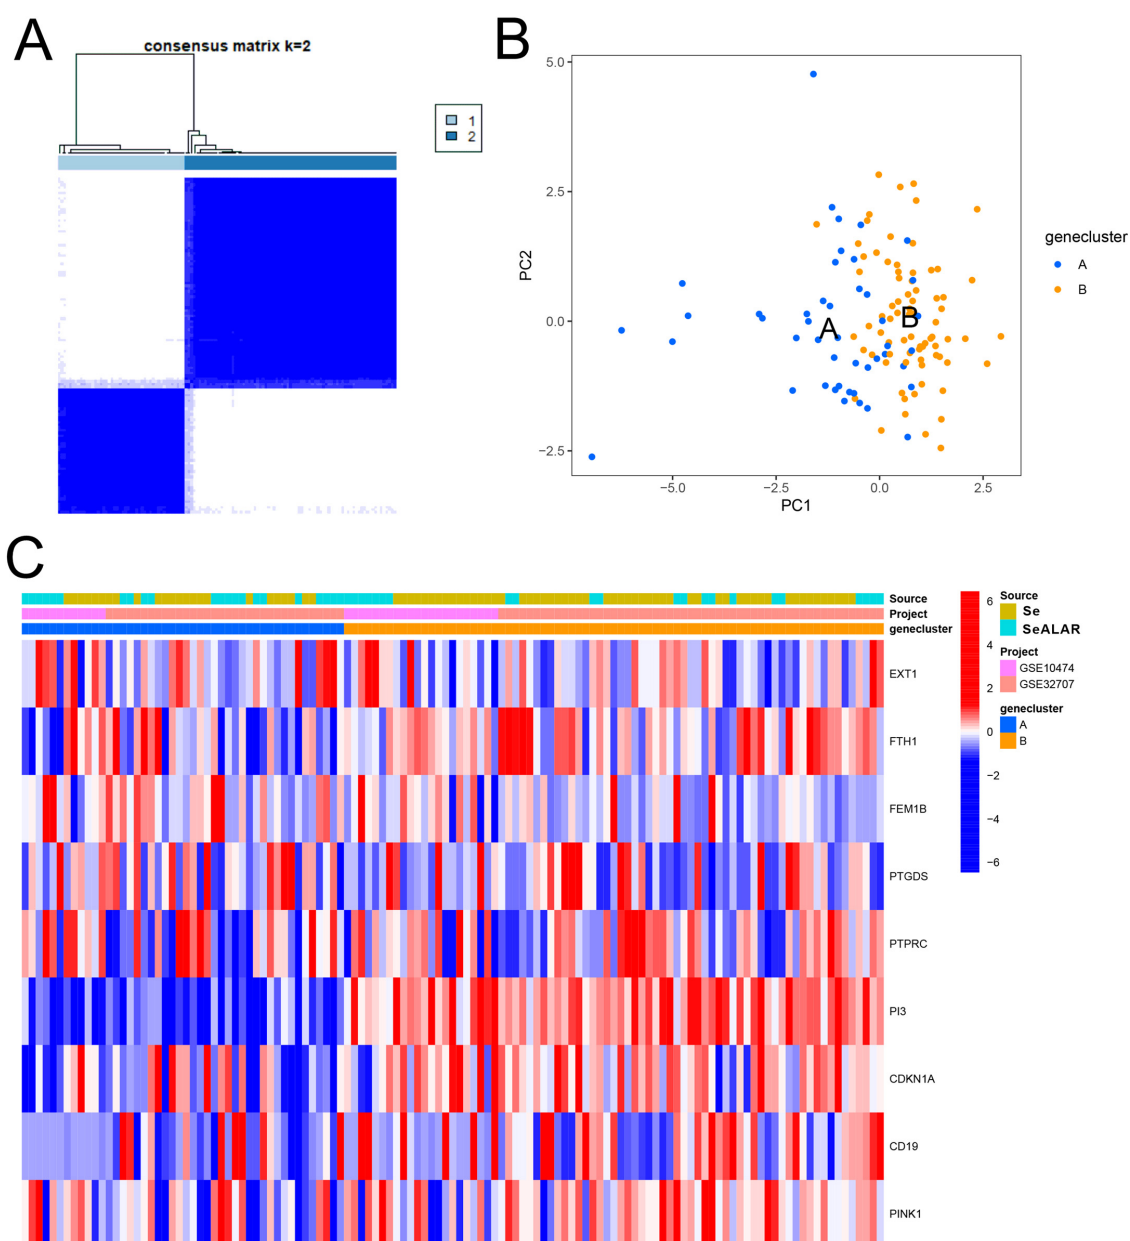 A
consensus matrix k=2
1
2
B
5.0
2.5
0.0
−2.5
PC2
−5.0
−2.5
0.0
2.5
PC1
A
B
genecluster
A
B
C
Source
Project
genecluster
EXT1
FTH1
FEM1B
PTGDS
PTPRC
PI3
CDKN1A
CD19
PINK1
6
4
2
0
−2
−4
−6
Source
Se
SeALAR
Project
GSE10474
GSE32707
genecluster
A
B